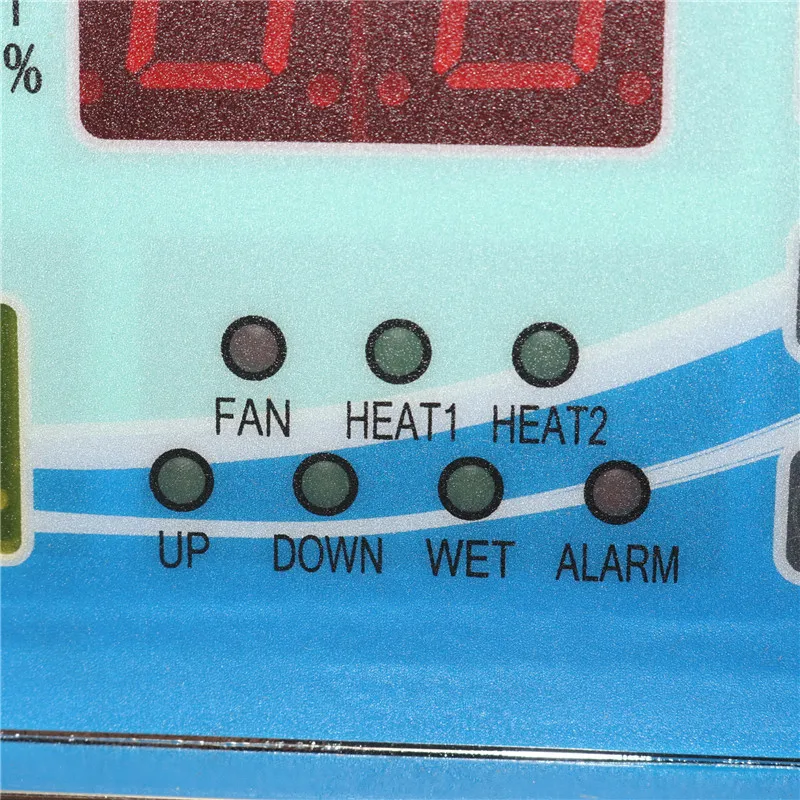 %
FAN HEAT1 HEAT2
UP DOWN WET ALARM